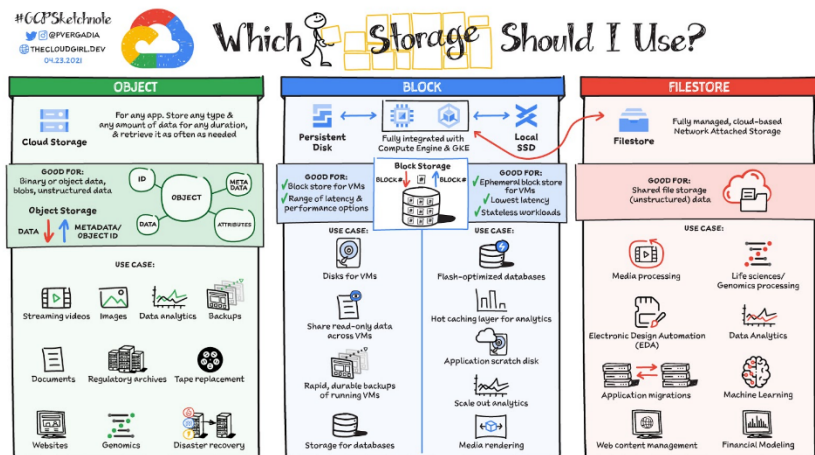 #GCPSketchnote
@PVERGADIA
THECLOUDGIRL.DEV
04.23.2021
Which Storage Should I Use?
OBJECT
Cloud Storage
For any app. Store any type &
any amount of data for any duration,
& retrieve it as often as needed
GOOD FOR:
Binary or object data,
blobs, unstructured data
Object Storage
DATA
METADATA/
OBJECT ID
ID
META
DATA
OBJECT
DATA
ATTRIBUTES
USE CASE:
Streaming videos
Images
Data analytics
Backups
Documents
Regulatory archives
Tape replacement
Websites
Genomics
Disaster recovery
BLOCK
Persistent
Disk
Fully integrated with
Compute Engine & GKE
Local
SSD
GOOD FOR:
Block store for VMs
Range of latency &
performance options
Block Storage
BLOCK#
BLOCK#
GOOD FOR:
Ephemeral block store
for VMs
Lowest latency
Stateless workloads
USE CASE:
Disks for VMs
Share read-only data
across VMs
Rapid, durable backups
of running VMs
Storage for databases
USE CASE:
Flash-optimized databases
Hot caching layer for analytics
Application scratch disk
Scale out analytics
Media rendering
FILESTORE
Filestore
Fully managed, cloud-based
Network Attached Storage
GOOD FOR:
Shared file storage
(unstructured) data
USE CASE:
Media processing
Life sciences/
Genomics processing
Electronic Design Automation
(EDA)
Data Analytics
Application migrations
Machine Learning
Web content management
Financial Modeling